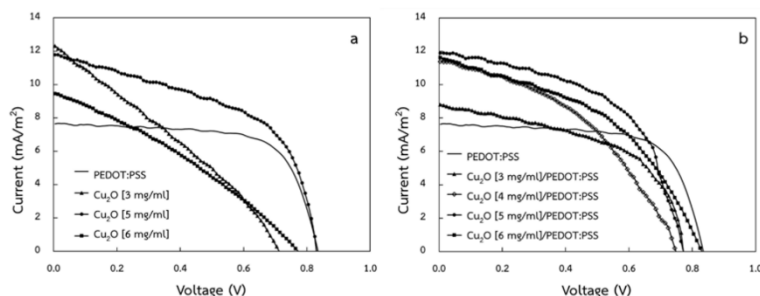 14
12
10
8
6
4
2
0
0.0
0.2
0.4
0.6
0.8
1.0
Current (mA/m²)
Voltage (V)
a
PEDOT:PSS
Cu₂O [3 mg/ml]
Cu₂O [5 mg/ml]
Cu₂O [6 mg/ml]
14
12
10
8
6
4
2
0
0.0
0.2
0.4
0.6
0.8
1.0
Current (mA/m²)
Voltage (V)
b
PEDOT:PSS
Cu₂O [3 mg/ml]/PEDOT:PSS
Cu₂O [4 mg/ml]/PEDOT:PSS
Cu₂O [5 mg/ml]/PEDOT:PSS
Cu₂O [6 mg/ml]/PEDOT:PSS